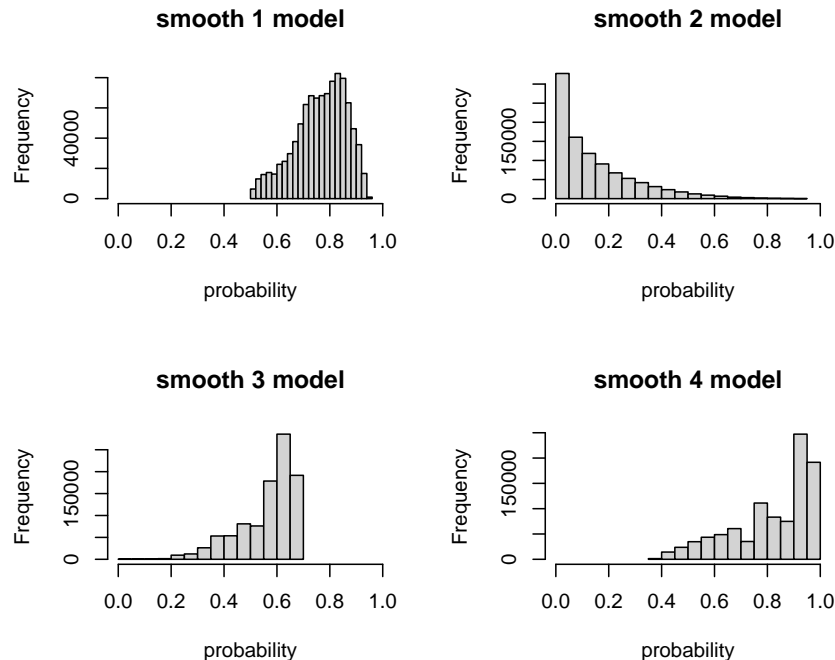 smooth 1 model
Frequency
0 40000
0.0 0.2 0.4 0.6 0.8 1.0
probability
smooth 2 model
Frequency
0 150000
0.0 0.2 0.4 0.6 0.8 1.0
probability
smooth 3 model
Frequency
0 150000
0.0 0.2 0.4 0.6 0.8 1.0
probability
smooth 4 model
Frequency
0 150000
0.0 0.2 0.4 0.6 0.8 1.0
probability